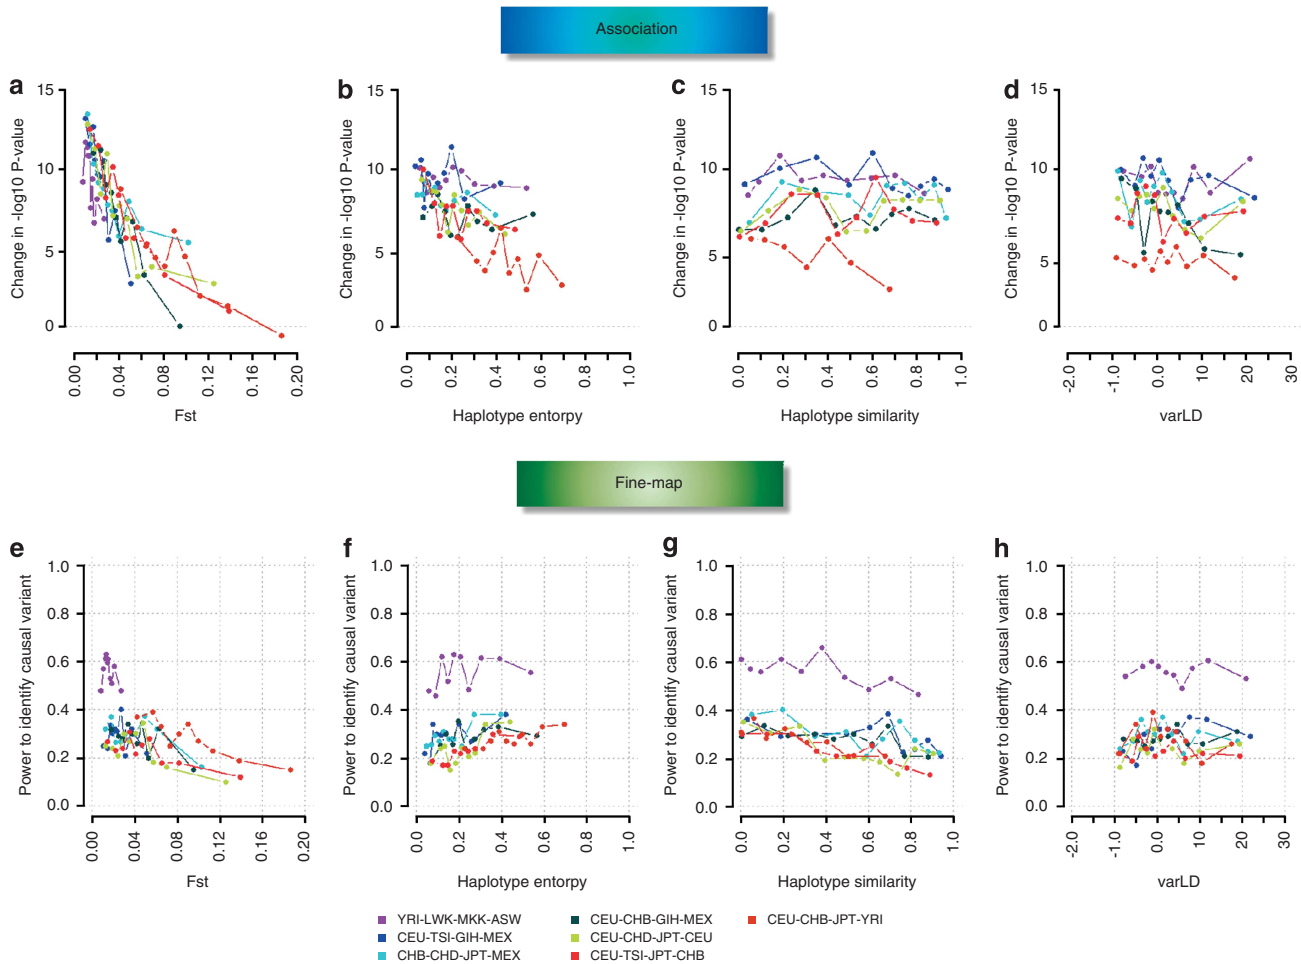 Association
a
b
c
d
Change in -log10 P-value
15
10
5
0
0.00
0.04
0.08
0.12
0.16
0.20
Fst
Change in -log10 P-value
15
10
5
0
0.0
0.2
0.4
0.6
0.8
1.0
Haplotype entorpy
Change in -log10 P-value
15
10
5
0
0.0
0.2
0.4
0.6
0.8
1.0
Haplotype similarity
Change in -log10 P-value
15
10
5
0
-2.0
-1.0
0.0
10
20
30
varLD
Fine-map
e
f
g
h
Power to identify causal variant
1.0
0.8
0.6
0.4
0.2
0.0
0.00
0.04
0.08
0.12
0.16
0.20
Fst
Power to identify causal variant
1.0
0.8
0.6
0.4
0.2
0.0
0.0
0.2
0.4
0.6
0.8
1.0
Haplotype entorpy
Power to identify causal variant
1.0
0.8
0.6
0.4
0.2
0.0
0.0
0.2
0.4
0.6
0.8
1.0
Haplotype similarity
Power to identify causal variant
1.0
0.8
0.6
0.4
0.2
0.0
-2.0
-1.0
0.0
10
20
30
varLD
YRI-LWK-MKK-ASW
CEU-TSI-GIH-MEX
CHB-CHD-JPT-MEX
CEU-CHB-GIH-MEX
CEU-CHD-JPT-CEU
CEU-TSI-JPT-CHB
CEU-CHB-JPT-YRI